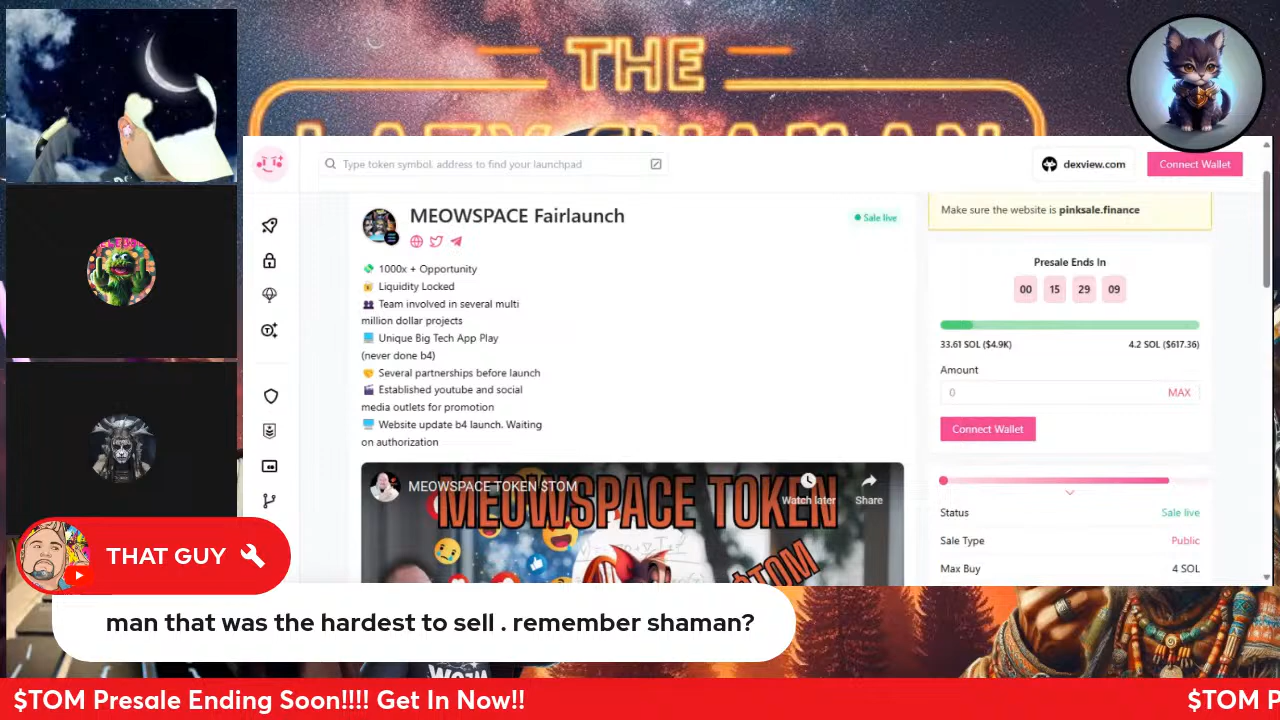 THE
LAZY SHAMAN
Type token symbol, address to find your launchpad
dexview.com
Connect Wallet
MEOWSPACE Fairlaunch
Sale live
Make sure the website is pinksale.finance
💸 1000x + Opportunity
🔐 Liquidity Locked
👥 Team involved in several multi
million dollar projects
💻 Unique Big Tech App Play
(never done b4)
🤝 Several partnerships before launch
🎬 Established youtube and social
media outlets for promotion
💻 Website update b4 launch. Waiting
on authorization
Presale Ends In
00 15 29 09
33.61 SOL ($4.9K)
4.2 SOL ($617.36)
Amount
0
MAX
Connect Wallet
Status
Sale live
Sale Type
Public
Max Buy
4 SOL
MEOWSPACE TOKEN $TOM
Watch later
Share
MEOWSPACE TOKEN
$TOM
THAT GUY
man that was the hardest to sell . remember shaman?
$TOM Presale Ending Soon!!!! Get In Now!!
$TOM P